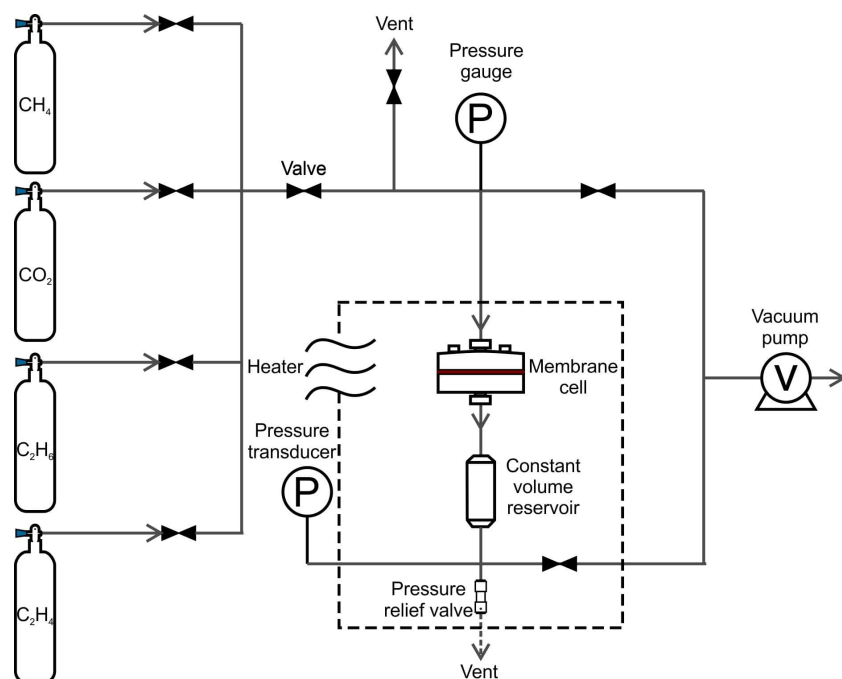 Vent
Pressure
gauge
P
CH₄
Valve
CO₂
Vacuum
pump
V
Heater
Membrane
cell
C₂H₆
Pressure
transducer
P
Constant
volume
reservoir
Pressure
relief valve
C₂H₄
Vent